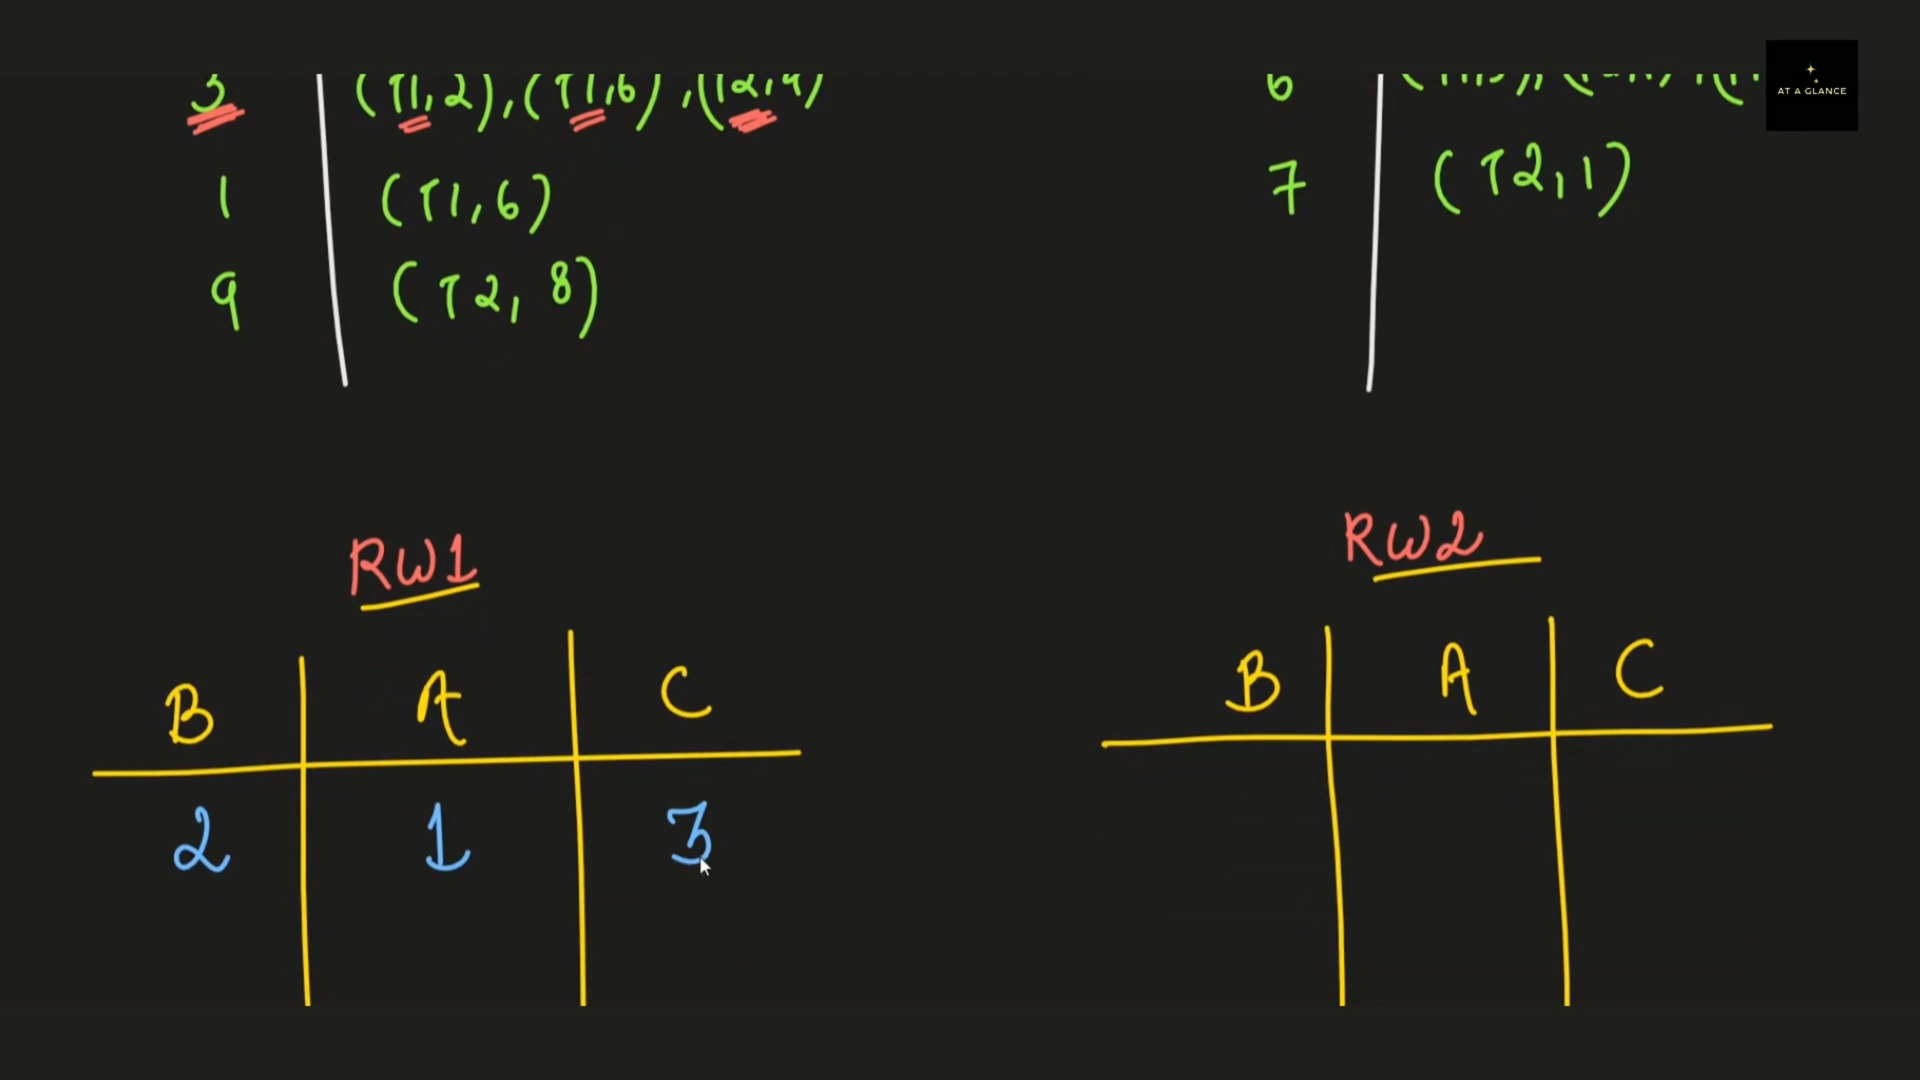 3 (T1,2),(T1,6),(T2,4)
6
1 (T1,6)
9 (T2,8)
7 (T2,1)
AT A GLANCE
RW1
B A C
2 1 3
RW2
B A C